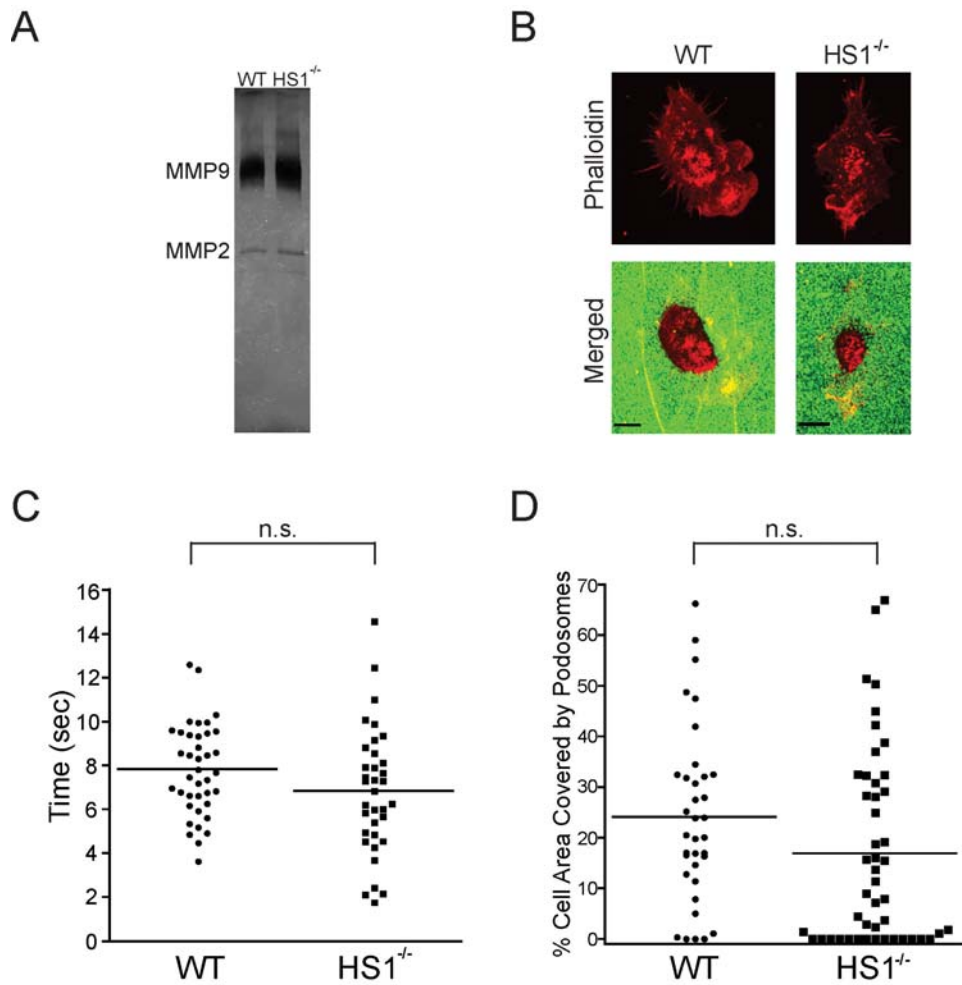 A
WT HS1-/-
MMP9
MMP2
B
WT HS1-/-
Phalloidin
Merged
C
n.s.
Time (sec)
16
14
12
10
8
6
4
2
0
WT HS1-/-
D
n.s.
% Cell Area Covered by Podosomes
70
60
50
40
30
20
10
0
WT HS1-/-